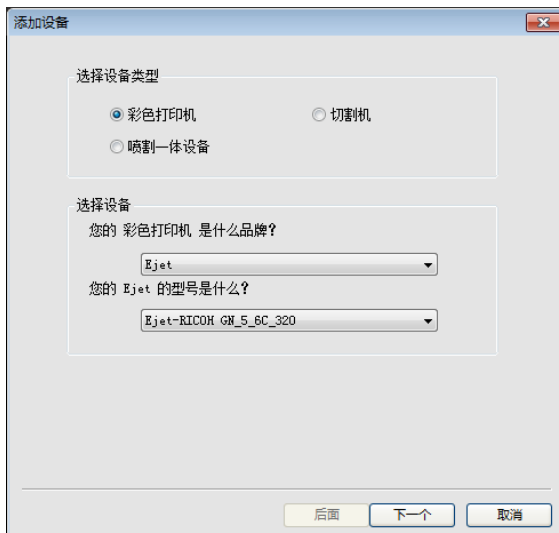 添加设备
选择设备类型
彩色打印机 切割机
喷割一体设备
选择设备
您的 彩色打印机 是什么品牌?
Ejet
您的 Ejet 的型号是什么?
Ejet-RICOH GN_5_6C_320
后面 下一个 取消